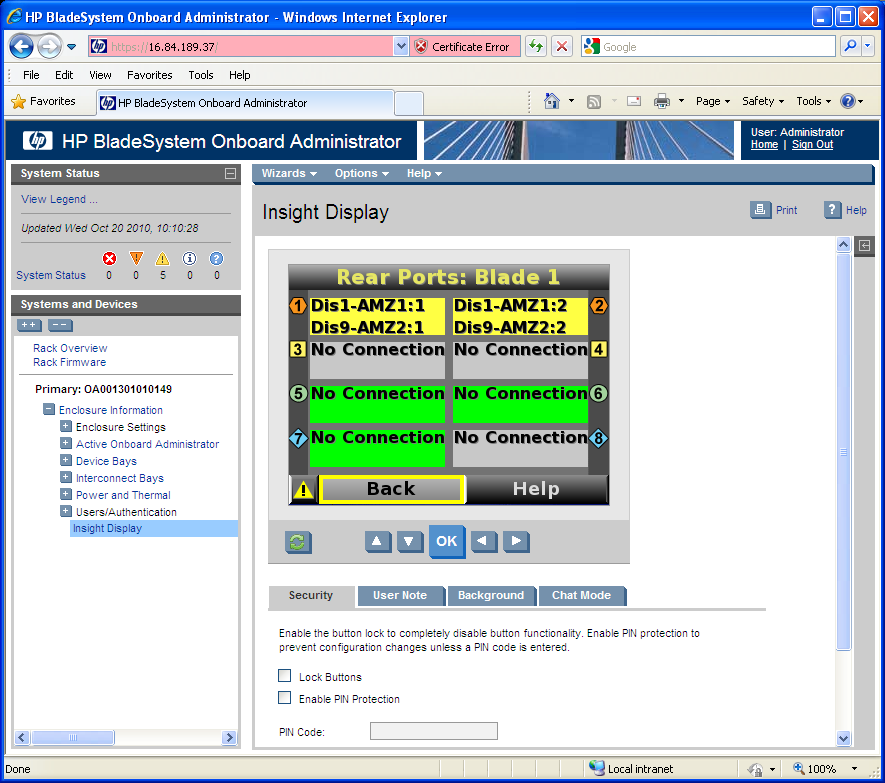 HP BladeSystem Onboard Administrator - Windows Internet Explorer
hp https://16.84.189.37/ Certificate Error Google
File Edit View Favorites Tools Help
Favorites HP BladeSystem Onboard Administrator Page Safety Tools
hp HP BladeSystem Onboard Administrator
User: Administrator
Home | Sign Out
System Status
View Legend ...
Updated Wed Oct 20 2010, 10:10:28
System Status 0 0 5 0 0
Systems and Devices
Rack Overview
Rack Firmware
Primary: OA001301010149
Enclosure Information
Enclosure Settings
Active Onboard Administrator
Device Bays
Interconnect Bays
Power and Thermal
Users/Authentication
Insight Display
Wizards Options Help
Insight Display Print ? Help
Rear Ports: Blade 1
1 Dis1-AMZ1:1 Dis1-AMZ1:2 2
Dis9-AMZ2:1 Dis9-AMZ2:2
3 No Connection No Connection 4
5 No Connection No Connection 6
7 No Connection No Connection 8
Back Help
OK
Security User Note Background Chat Mode
Enable the button lock to completely disable button functionality. Enable PIN protection to
prevent configuration changes unless a PIN code is entered.
Lock Buttons
Enable PIN Protection
PIN Code:
Done Local intranet 100%